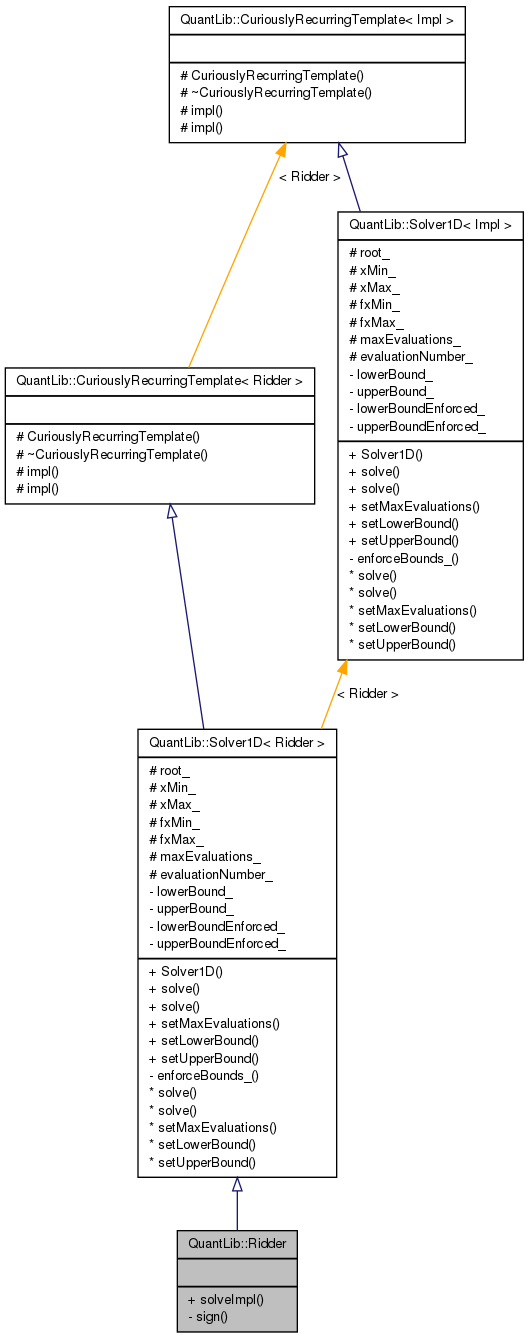 QuantLib::CuriouslyRecurringTemplate< Impl >
# CuriouslyRecurringTemplate()
# ~CuriouslyRecurringTemplate()
# impl()
# impl()
< Ridder >
QuantLib::Solver1D< Impl >
# root_
# xMin_
# xMax_
# fxMin_
# fxMax_
# maxEvaluations_
# evaluationNumber_
- lowerBound_
- upperBound_
- lowerBoundEnforced_
- upperBoundEnforced_
+ Solver1D()
+ solve()
+ solve()
+ setMaxEvaluations()
+ setLowerBound()
+ setUpperBound()
- enforceBounds_()
* solve()
* solve()
* setMaxEvaluations()
* setLowerBound()
* setUpperBound()
QuantLib::CuriouslyRecurringTemplate< Ridder >
# CuriouslyRecurringTemplate()
# ~CuriouslyRecurringTemplate()
# impl()
# impl()
< Ridder >
QuantLib::Solver1D< Ridder >
# root_
# xMin_
# xMax_
# fxMin_
# fxMax_
# maxEvaluations_
# evaluationNumber_
- lowerBound_
- upperBound_
- lowerBoundEnforced_
- upperBoundEnforced_
+ Solver1D()
+ solve()
+ solve()
+ setMaxEvaluations()
+ setLowerBound()
+ setUpperBound()
- enforceBounds_()
* solve()
* solve()
* setMaxEvaluations()
* setLowerBound()
* setUpperBound()
QuantLib::Ridder
+ solveImpl()
- sign()